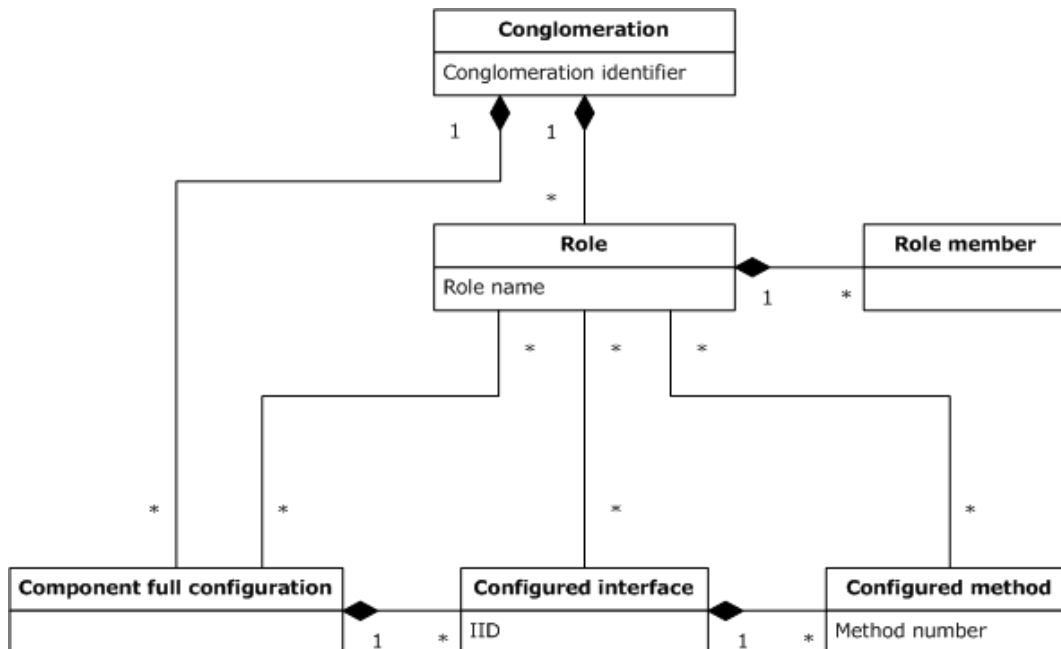 Conglomeration
Conglomeration identifier
1 1
*
Role Role member
Role name
1 *
* * *
* * * *
Component full configuration Configured interface Configured method
IID Method number
1 * 1 *